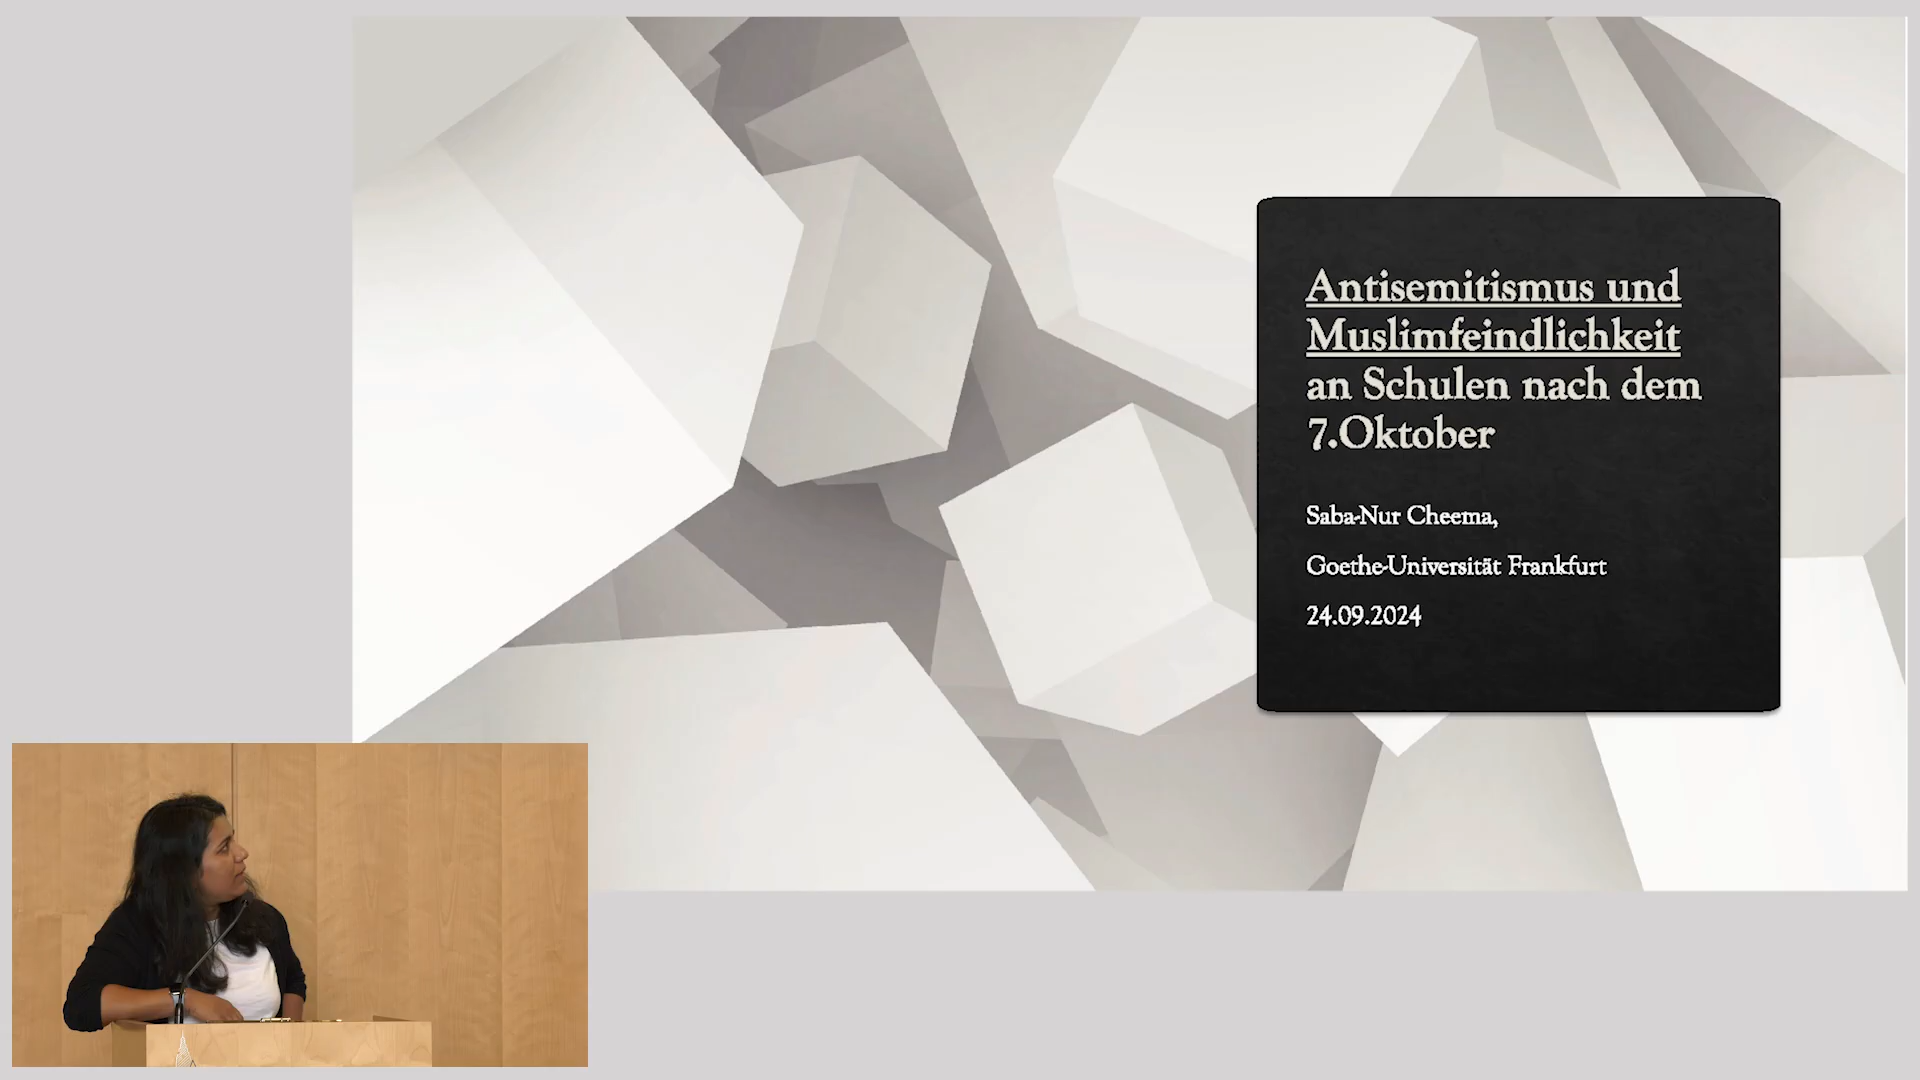 Antisemitismus und
Muslimfeindlichkeit
an Schulen nach dem
7.Oktober
Saba-Nur Cheema,
Goethe-Universität Frankfurt
24.09.2024